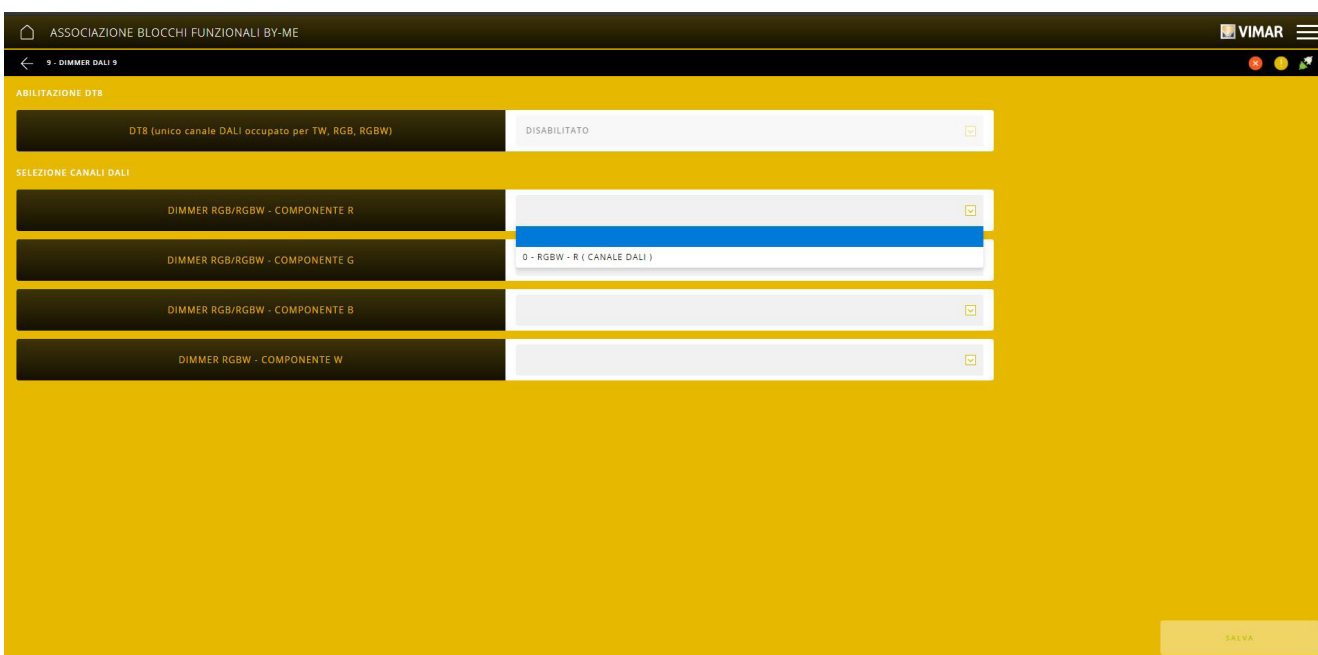 ASSOCIAZIONE BLOCCHI FUNZIONALI BY-ME
VIMAR
9 - DIMMER DALI 9
ABILITAZIONE DT8
DT8 (unico canale DALI occupato per TW, RGB, RGBW)
DISABILITATO
SELEZIONE CANALI DALI
DIMMER RGB/RGBW - COMPONENTE R
DIMMER RGB/RGBW - COMPONENTE G
0 - RGBW - R ( CANALE DALI )
DIMMER RGB/RGBW - COMPONENTE B
DIMMER RGBW - COMPONENTE W
SALVA